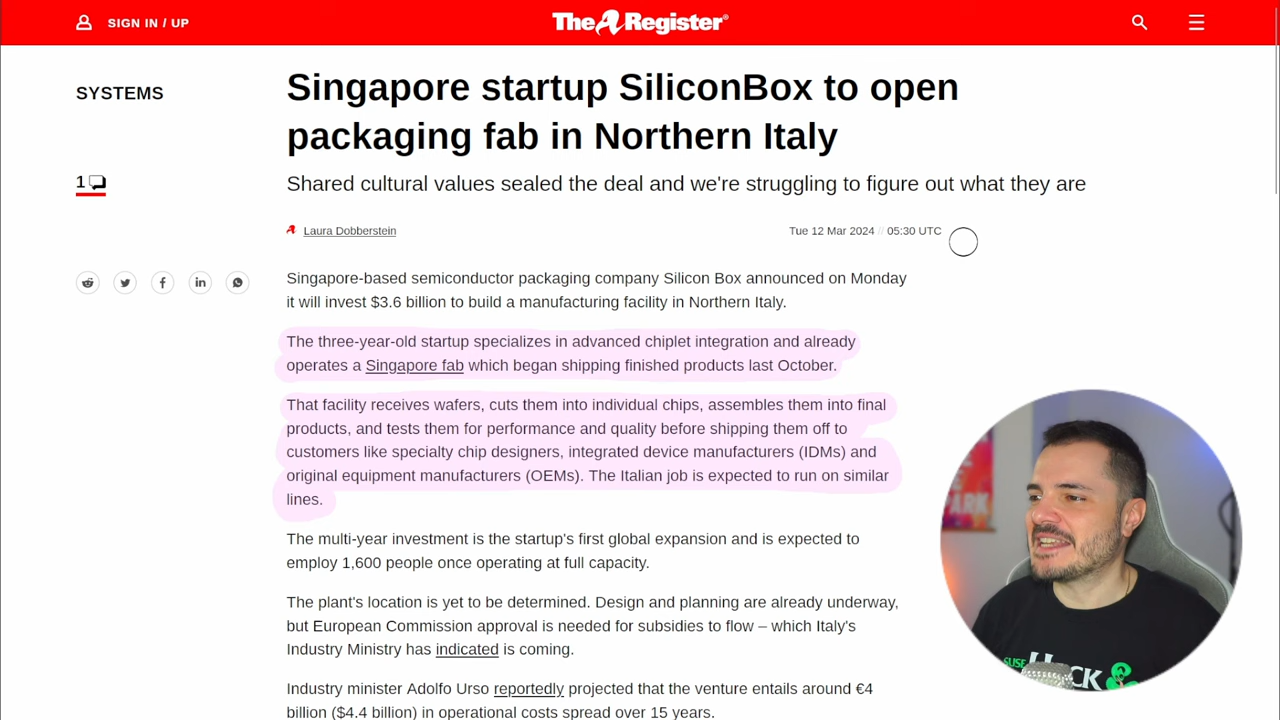 SIGN IN / UP
The Register®
SYSTEMS
Singapore startup SiliconBox to open
packaging fab in Northern Italy
1
Shared cultural values sealed the deal and we're struggling to figure out what they are
Laura Dobberstein
Tue 12 Mar 2024 // 05:30 UTC
Singapore-based semiconductor packaging company Silicon Box announced on Monday
it will invest $3.6 billion to build a manufacturing facility in Northern Italy.
The three-year-old startup specializes in advanced chiplet integration and already
operates a Singapore fab which began shipping finished products last October.
That facility receives wafers, cuts them into individual chips, assembles them into final
products, and tests them for performance and quality before shipping them off to
customers like specialty chip designers, integrated device manufacturers (IDMs) and
original equipment manufacturers (OEMs). The Italian job is expected to run on similar
lines.
The multi-year investment is the startup's first global expansion and is expected to
employ 1,600 people once operating at full capacity.
The plant's location is yet to be determined. Design and planning are already underway,
but European Commission approval is needed for subsidies to flow – which Italy's
Industry Ministry has indicated is coming.
Industry minister Adolfo Urso reportedly projected that the venture entails around €4
billion ($4.4 billion) in operational costs spread over 15 years.
PARK
SUSE